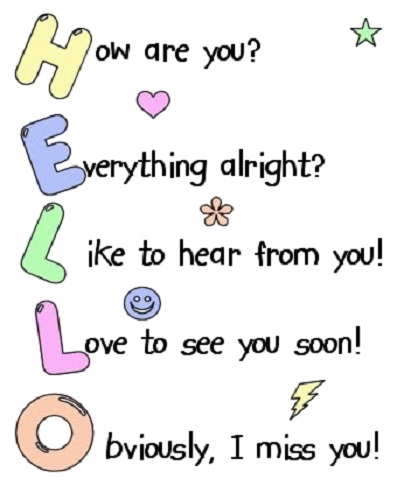 How are you?
Everything alright?
Like to hear from you!
Love to see you soon!
Obviously, I miss you!